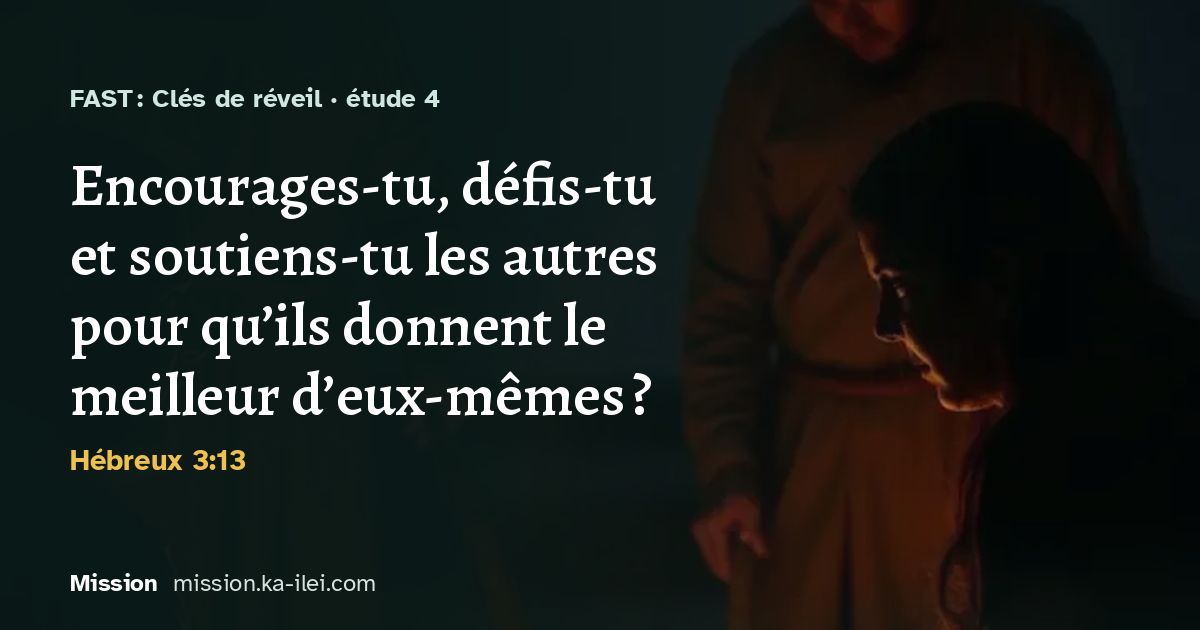 FAST : Clés de réveil · étude 4
Encourages-tu, défis-tu
et soutiens-tu les autres
pour qu’ils donnent le
meilleur d’eux-mêmes ?
Hébreux 3:13
Mission mission.ka-ilei.com